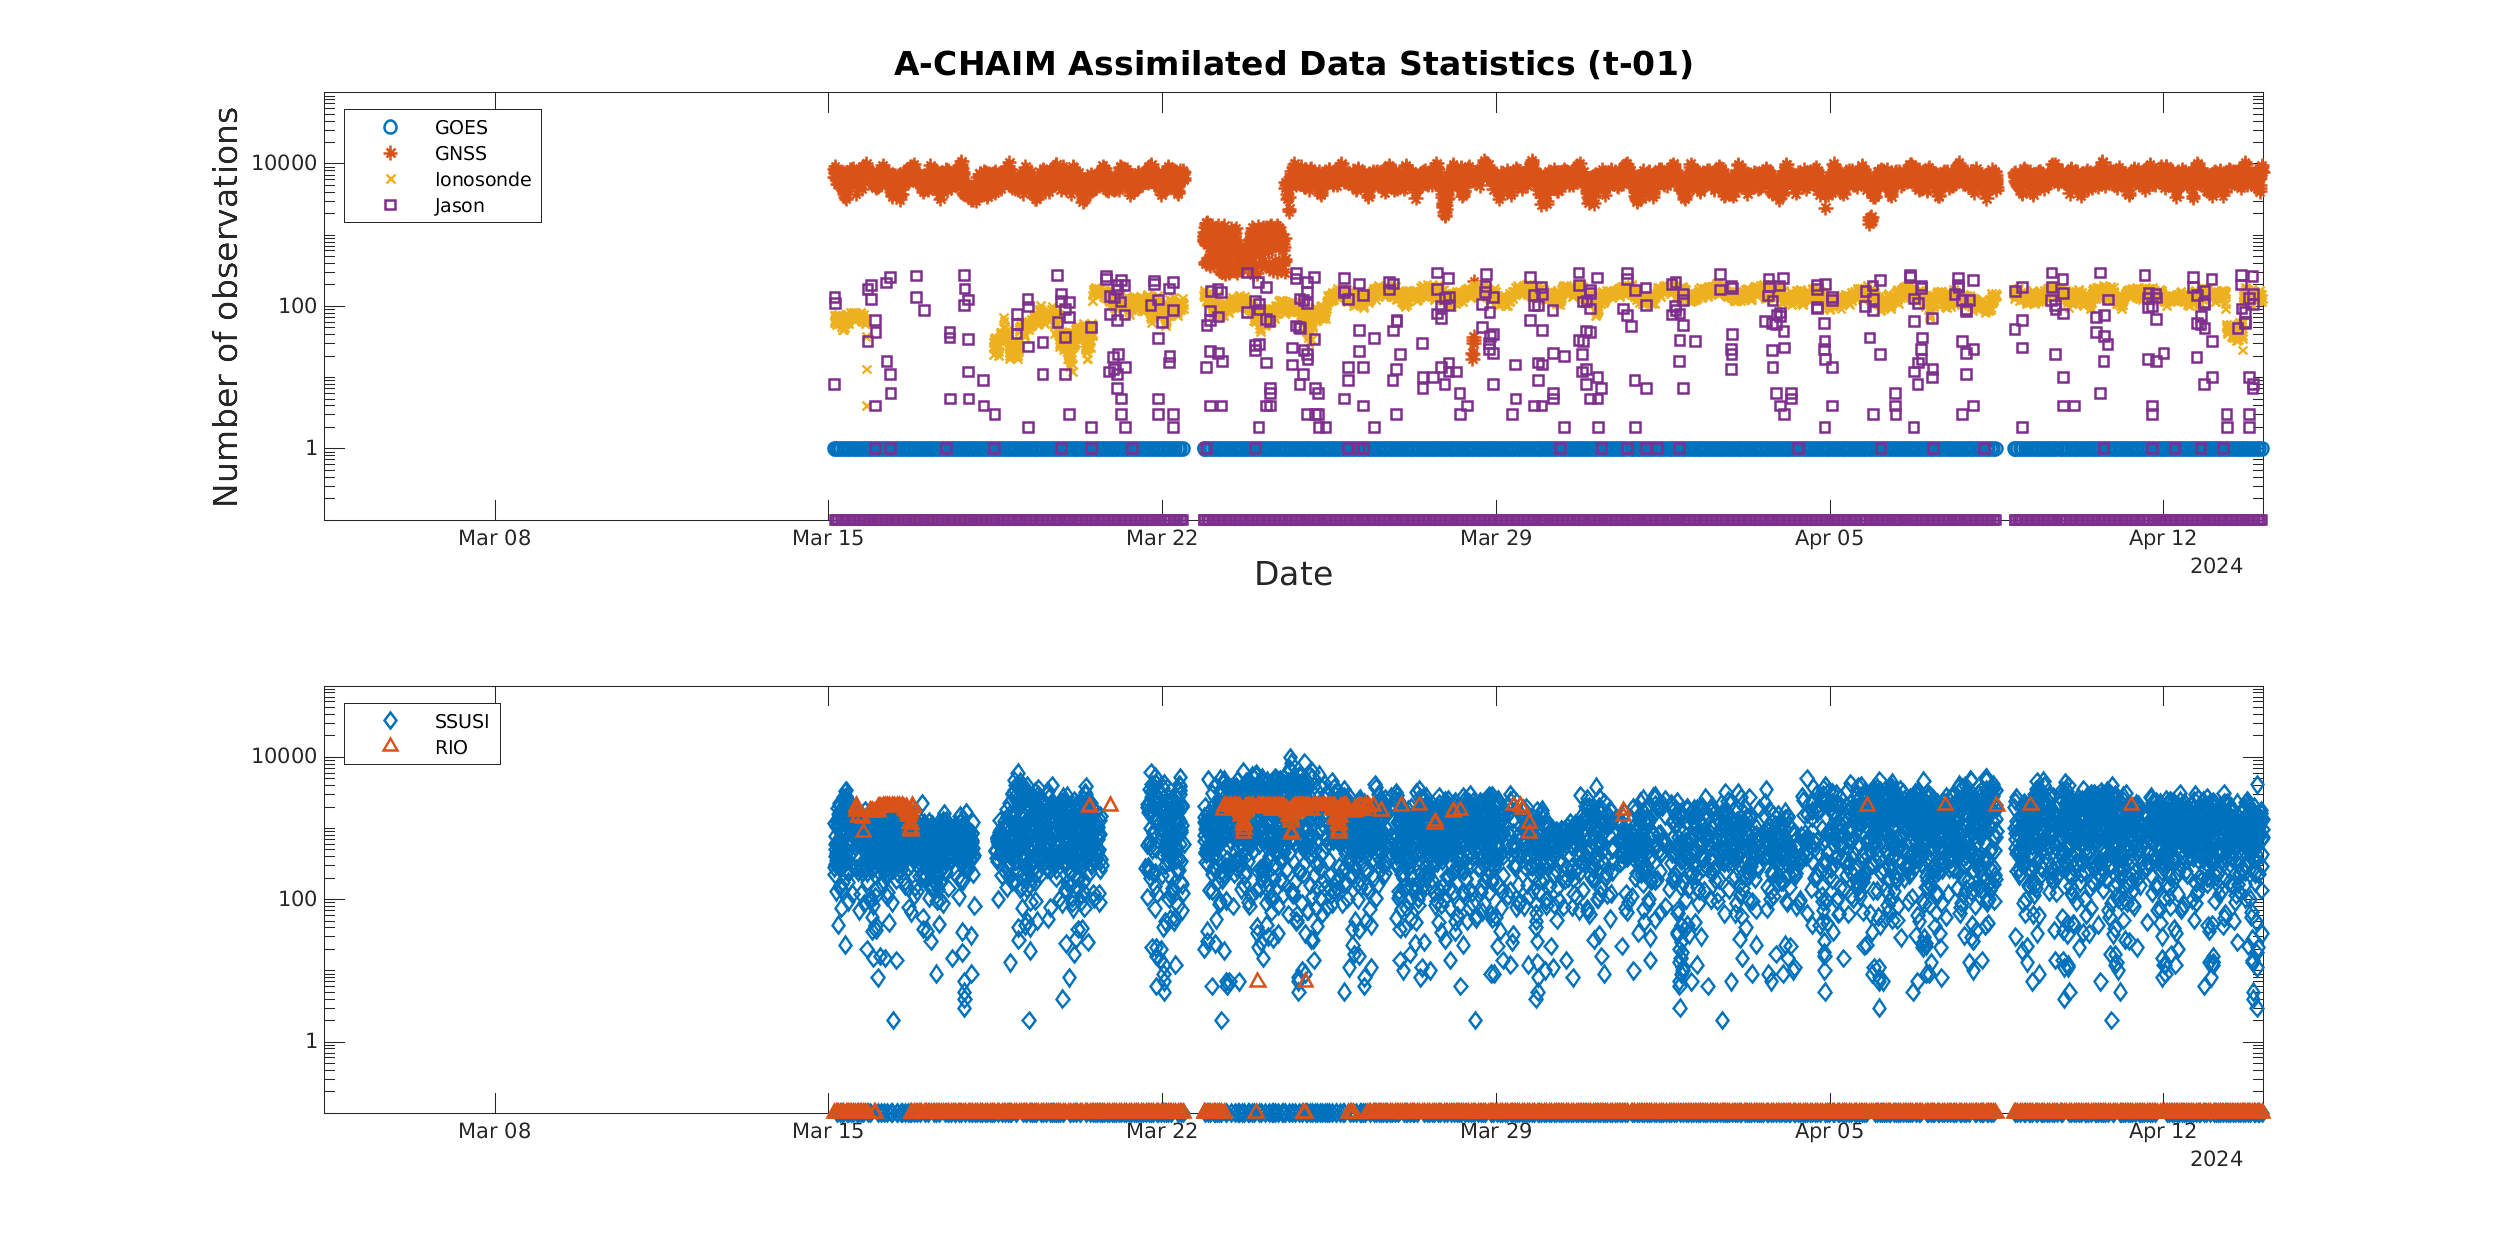 A-CHAIM Assimilated Data Statistics (t-01)
Number of observations
GOES
GNSS
Ionosonde
Jason
10000
100
1
Mar 08
Mar 15
Mar 22
Mar 29
Apr 05
Apr 12
2024
Date
SSUSI
RIO
10000
100
1
Mar 08
Mar 15
Mar 22
Mar 29
Apr 05
Apr 12
2024